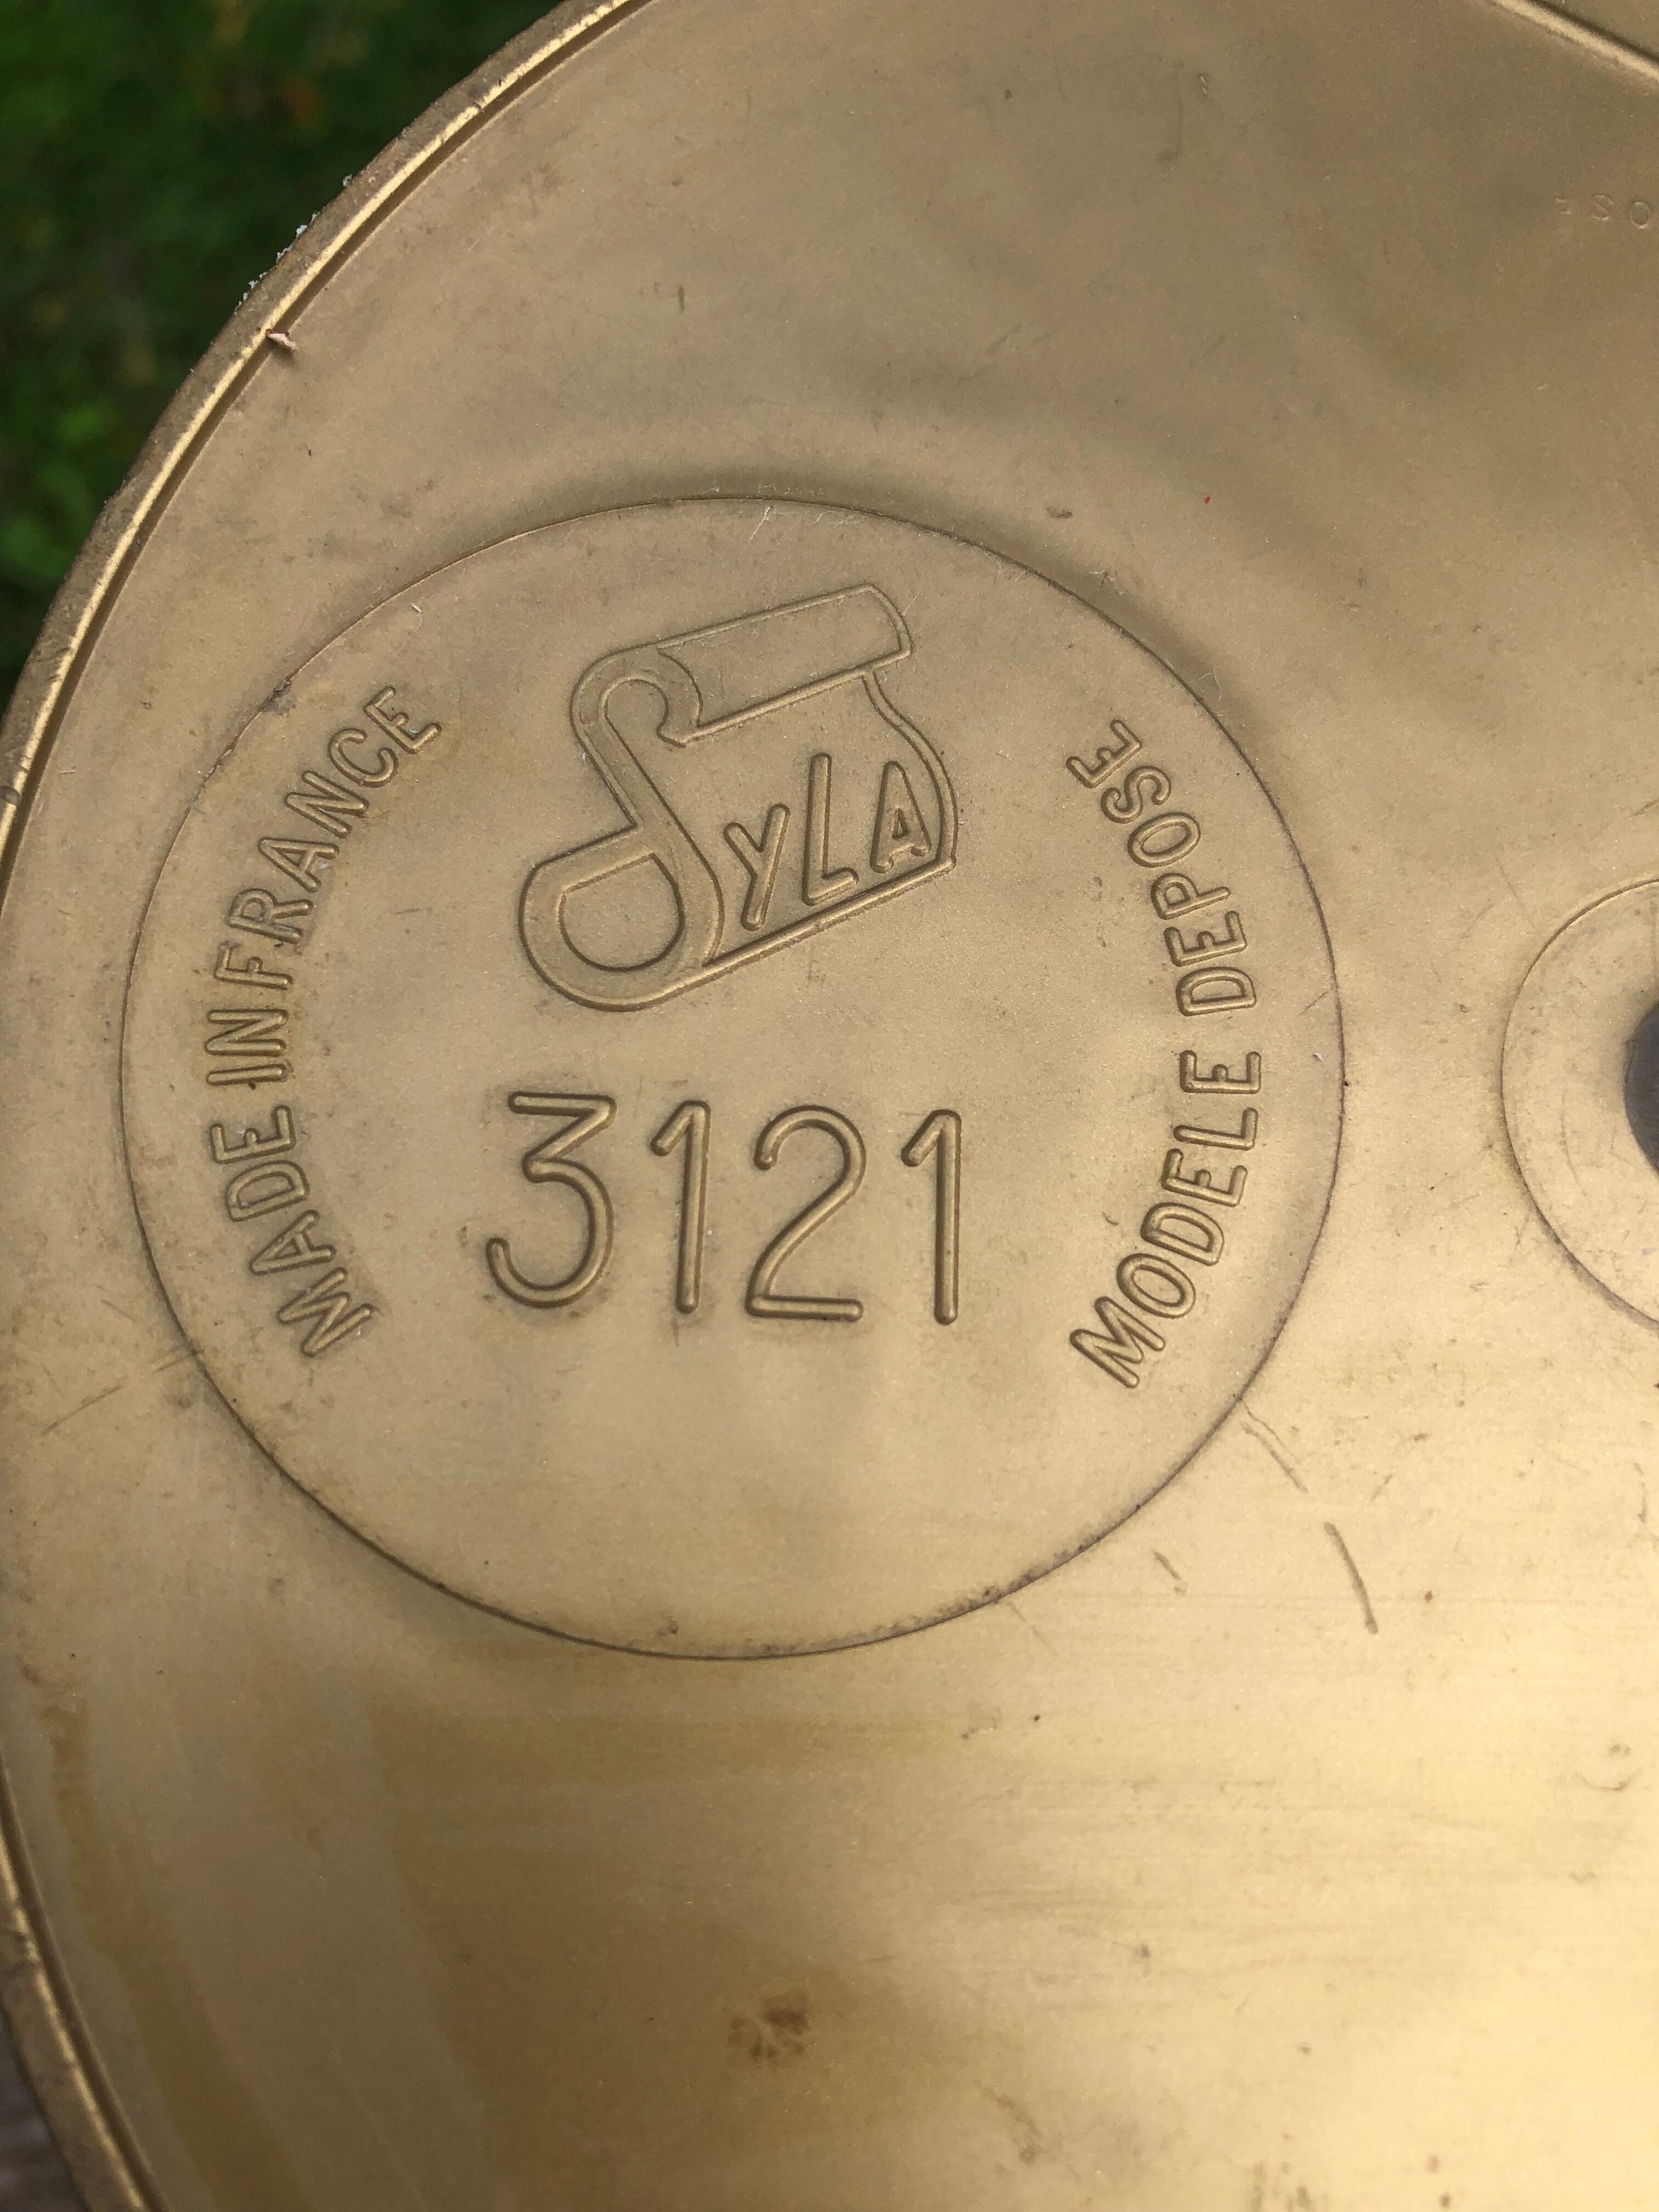 SYLA
3121
MADE IN FRANCE
MODELE DEPOSE